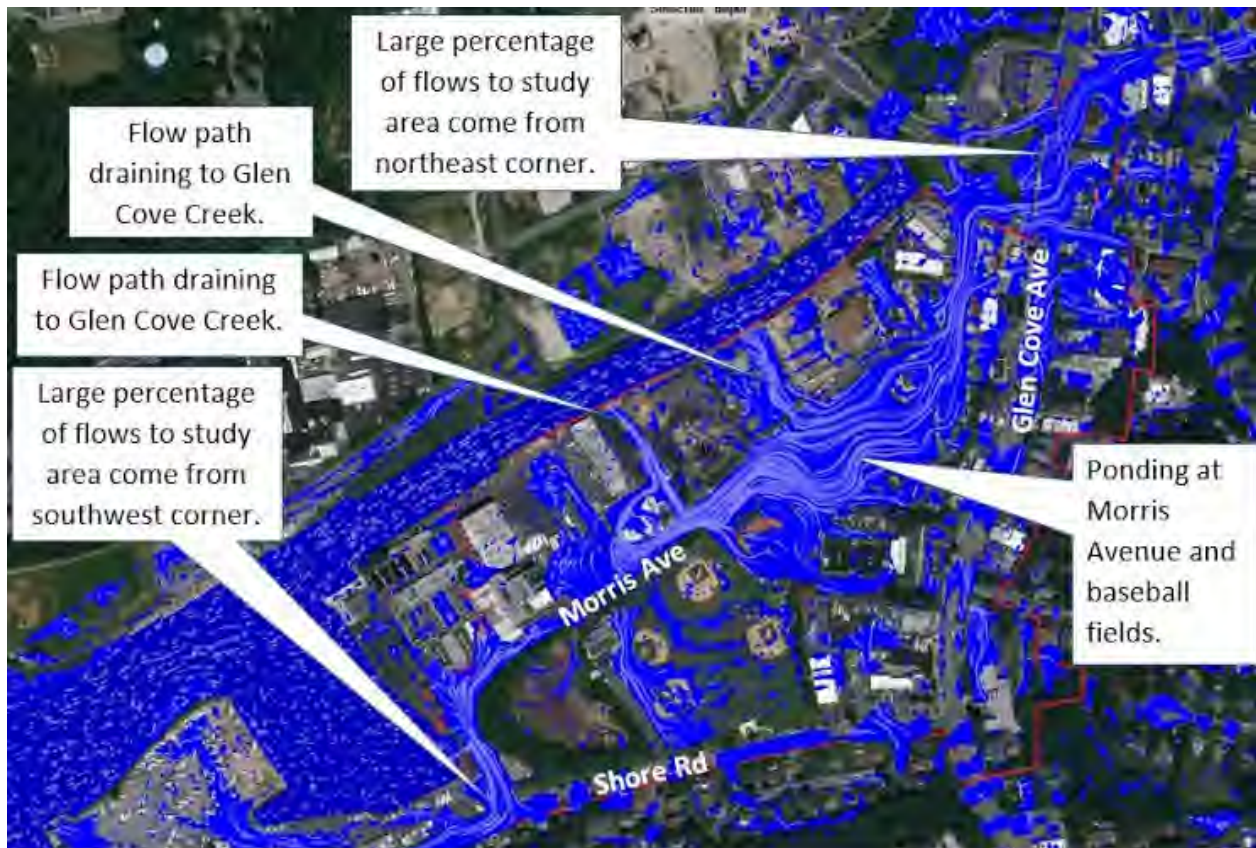 Large percentage
of flows to study
area come from
northeast corner.
Flow path
draining to Glen
Cove Creek.
Flow path draining
to Glen Cove Creek.
Large percentage
of flows to study
area come from
southwest corner.
Glen Cove Ave
Ponding at
Morris
Avenue and
baseball
fields.
Morris Ave
Shore Rd